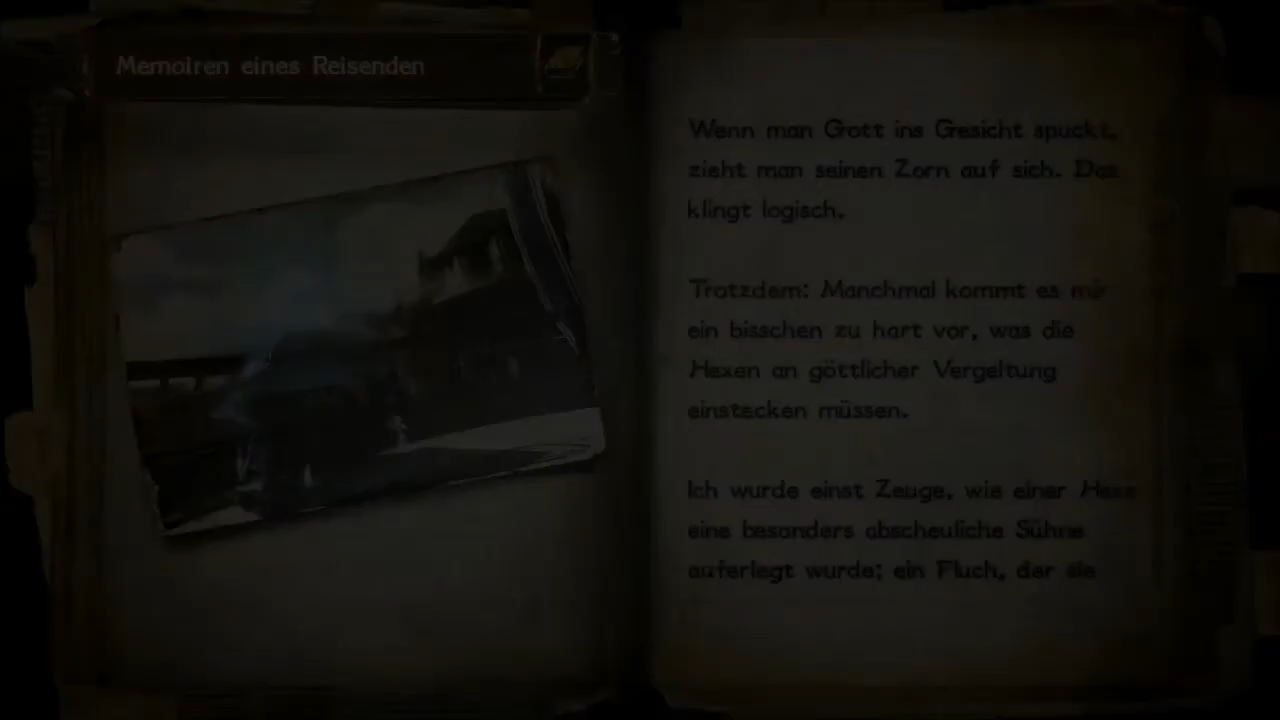 Memoiren eines Reisenden
Wenn man Gott ins Gesicht spuckt,
zieht man seinen Zorn auf sich. Das
klingt logisch.
Trotzdem: Manchmal kommt es mir
ein bisschen zu hart vor, was die
Hexen an göttlicher Vergeltung
einstecken müssen.
Ich wurde einst Zeuge, wie einer Hexe
eine besonders abscheuliche Sühne
auferlegt wurde; ein Fluch, der sie